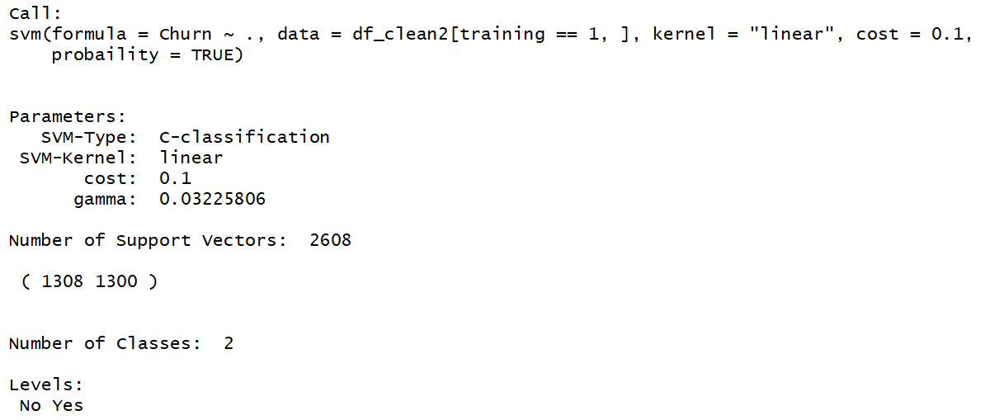 Call:
svm(formula = Churn ~ ., data = df_clean2[training == 1, ], kernel = "linear", cost = 0.1,
    probaility = TRUE)
Parameters:
   SVM-Type:  C-classification
 SVM-Kernel:  linear
       cost:  0.1
      gamma:  0.03225806
Number of Support Vectors:  2608
 ( 1308 1300 )
Number of Classes:  2
Levels:
 No Yes